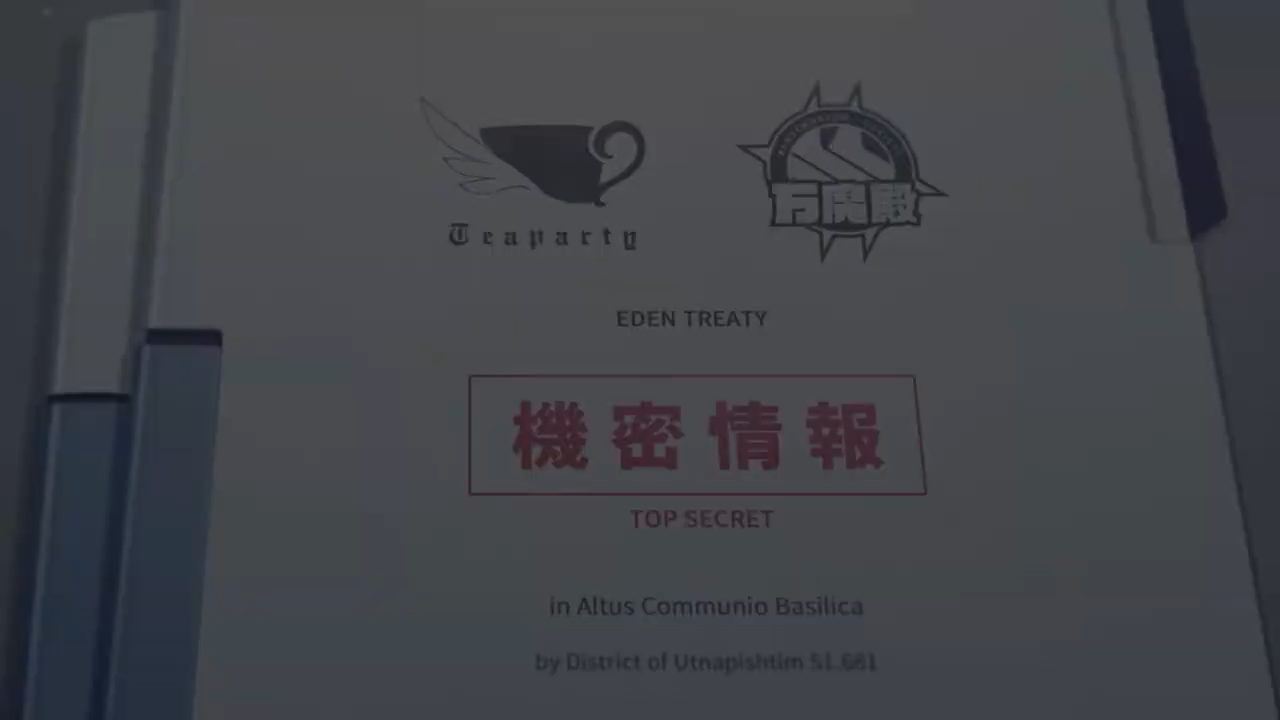 Teaparty
万魔殿
EDEN TREATY
機密情報
TOP SECRET
in Altus Communio Basilica
by District of Utnapishtim 51.681